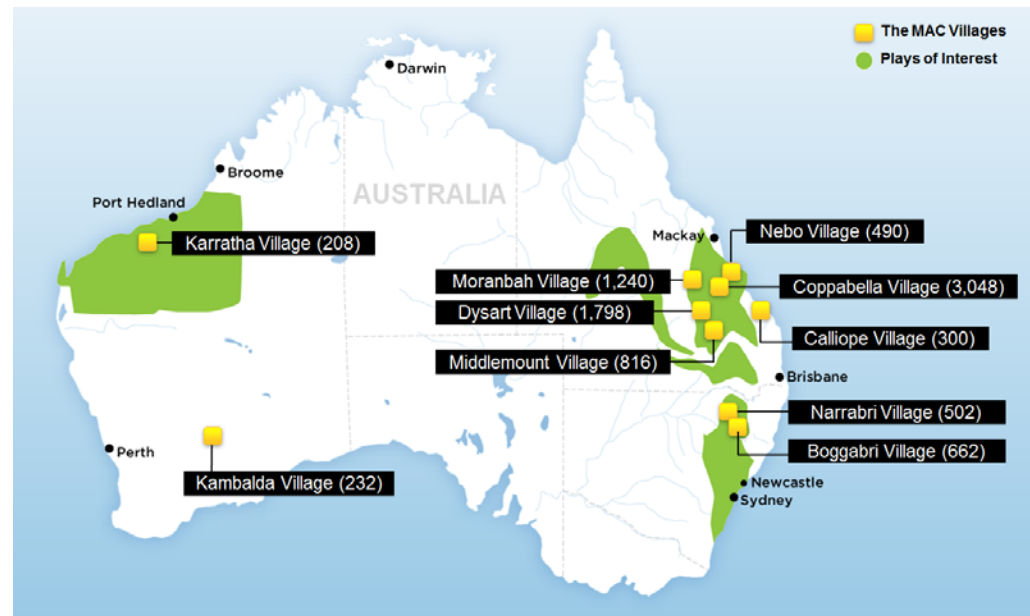 The MAC Villages
Plays of Interest
Darwin
Broome
AUSTRALIA
Port Hedland
Karratha Village (208)
Mackay
Nebo Village (490)
Moranbah Village (1,240)
Coppabella Village (3,048)
Dysart Village (1,798)
Calliope Village (300)
Middlemount Village (816)
Brisbane
Narrabri Village (502)
Perth
Boggabri Village (662)
Kambalda Village (232)
Newcastle
Sydney